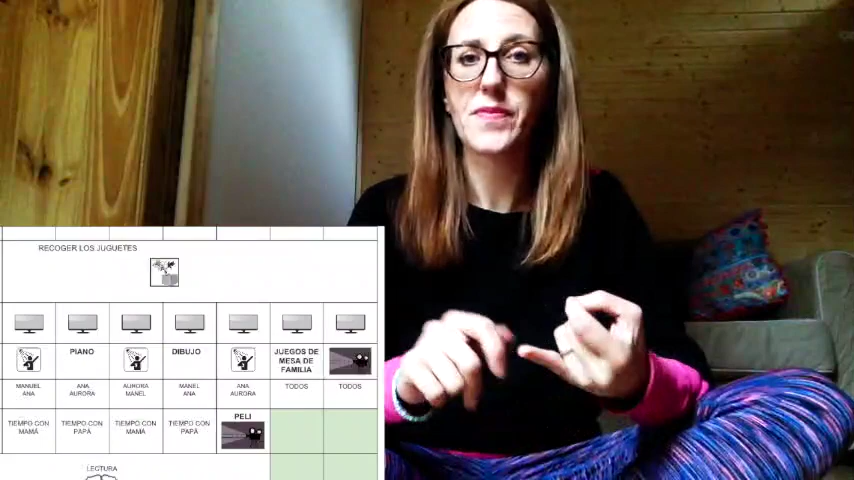 RECOGER LOS JUGUETES
PIANO
DIBUJO
JUEGOS DE
MESA DE
FAMILIA
MANUEL
ANA
ANA
AURORA
AURORA
MANEL
MANEL
ANA
ANA
AURORA
TODOS
TODOS
TIEMPO CON
MAMÁ
TIEMPO CON
PAPÁ
TIEMPO CON
MAMÁ
TIEMPO CON
PAPÁ
PELI
LECTURA